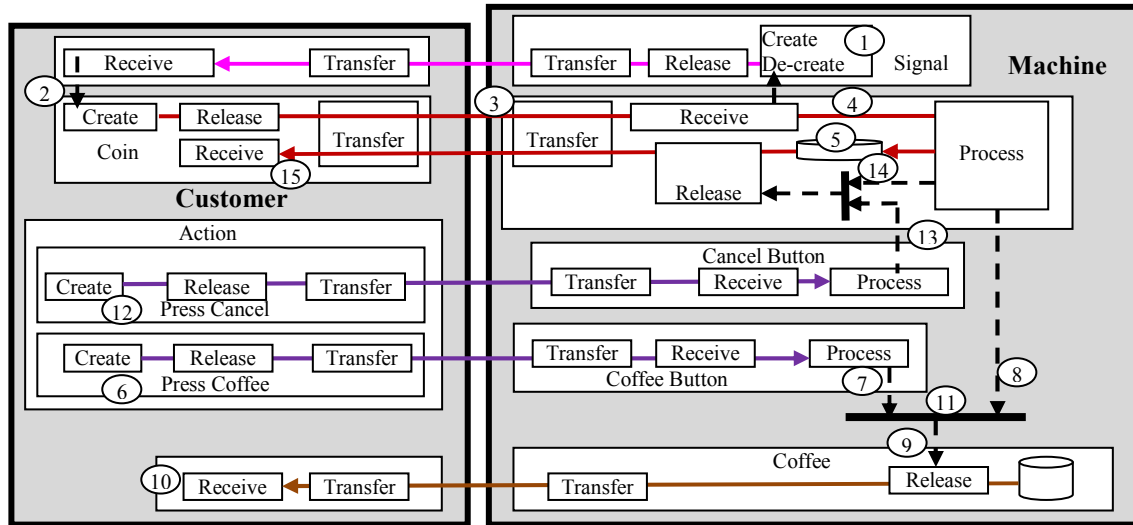 Receive
Transfer
Transfer
Release
Create
De-create
1
Signal
Machine
2
Create
Release
Coin
Receive
Transfer
15
3
Transfer
Receive
4
5
14
Release
Process
Customer
Action
Create
Release
Transfer
12
Press Cancel
Cancel Button
Transfer
Receive
Process
13
Create
Release
Transfer
6
Press Coffee
Transfer
Receive
Process
Coffee Button
7
8
11
9
10
Receive
Transfer
Coffee
Transfer
Release